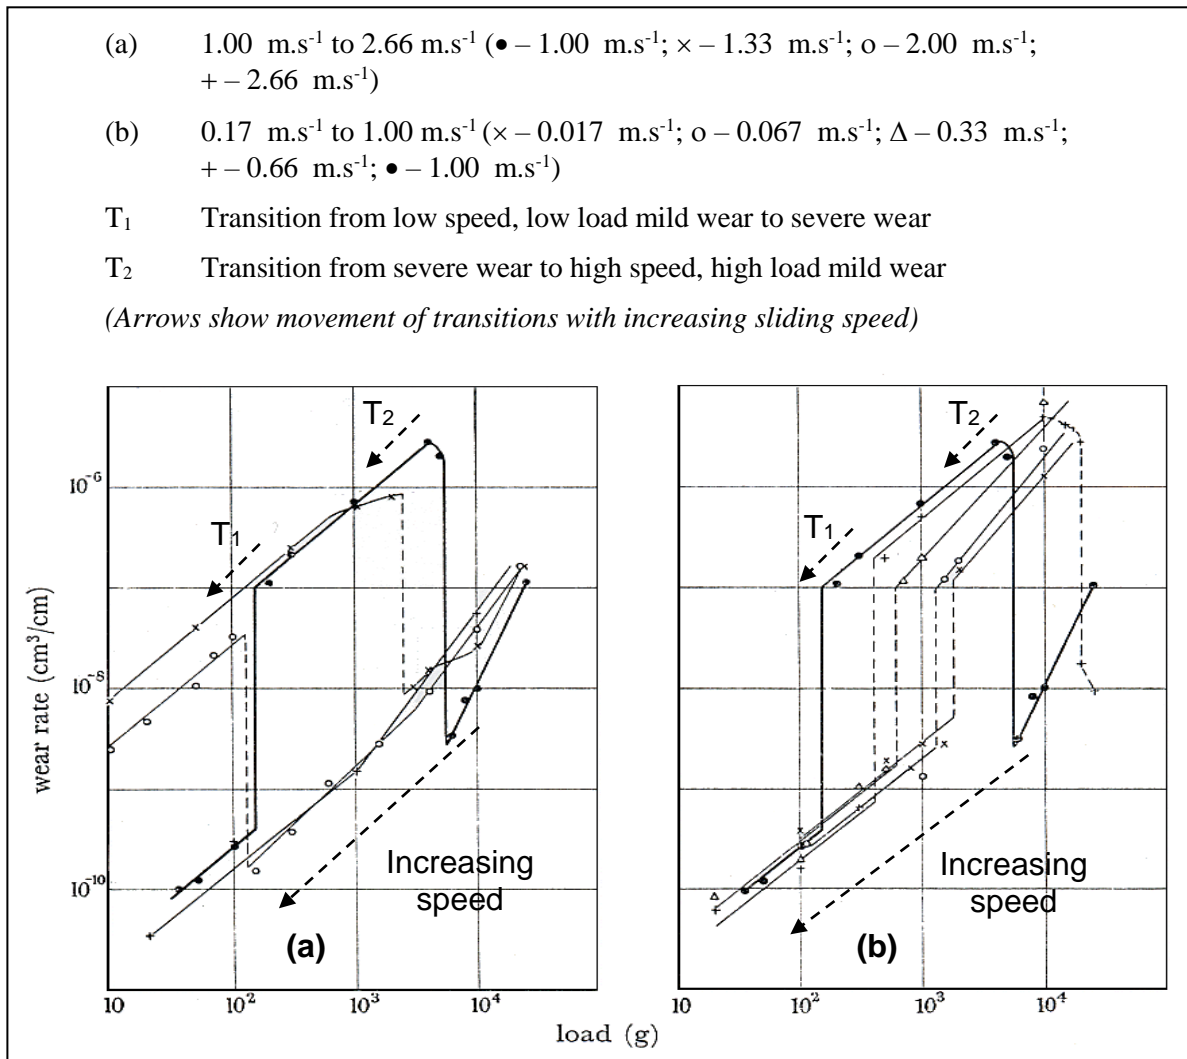 (a) 1.00 m.s⁻¹ to 2.66 m.s⁻¹ (● – 1.00 m.s⁻¹; × – 1.33 m.s⁻¹; o – 2.00 m.s⁻¹;
+ – 2.66 m.s⁻¹)
(b) 0.17 m.s⁻¹ to 1.00 m.s⁻¹ (× – 0.017 m.s⁻¹; o – 0.067 m.s⁻¹; Δ – 0.33 m.s⁻¹;
+ – 0.66 m.s⁻¹; ● – 1.00 m.s⁻¹)
T₁ Transition from low speed, low load mild wear to severe wear
T₂ Transition from severe wear to high speed, high load mild wear
(Arrows show movement of transitions with increasing sliding speed)
wear rate (cm³/cm)
10⁻⁶
10⁻⁸
10⁻¹⁰
T₂
T₁
Increasing
speed
(a)
10 10² 10³ 10⁴
T₂
T₁
Increasing
speed
(b)
10 10² 10³ 10⁴
load (g)